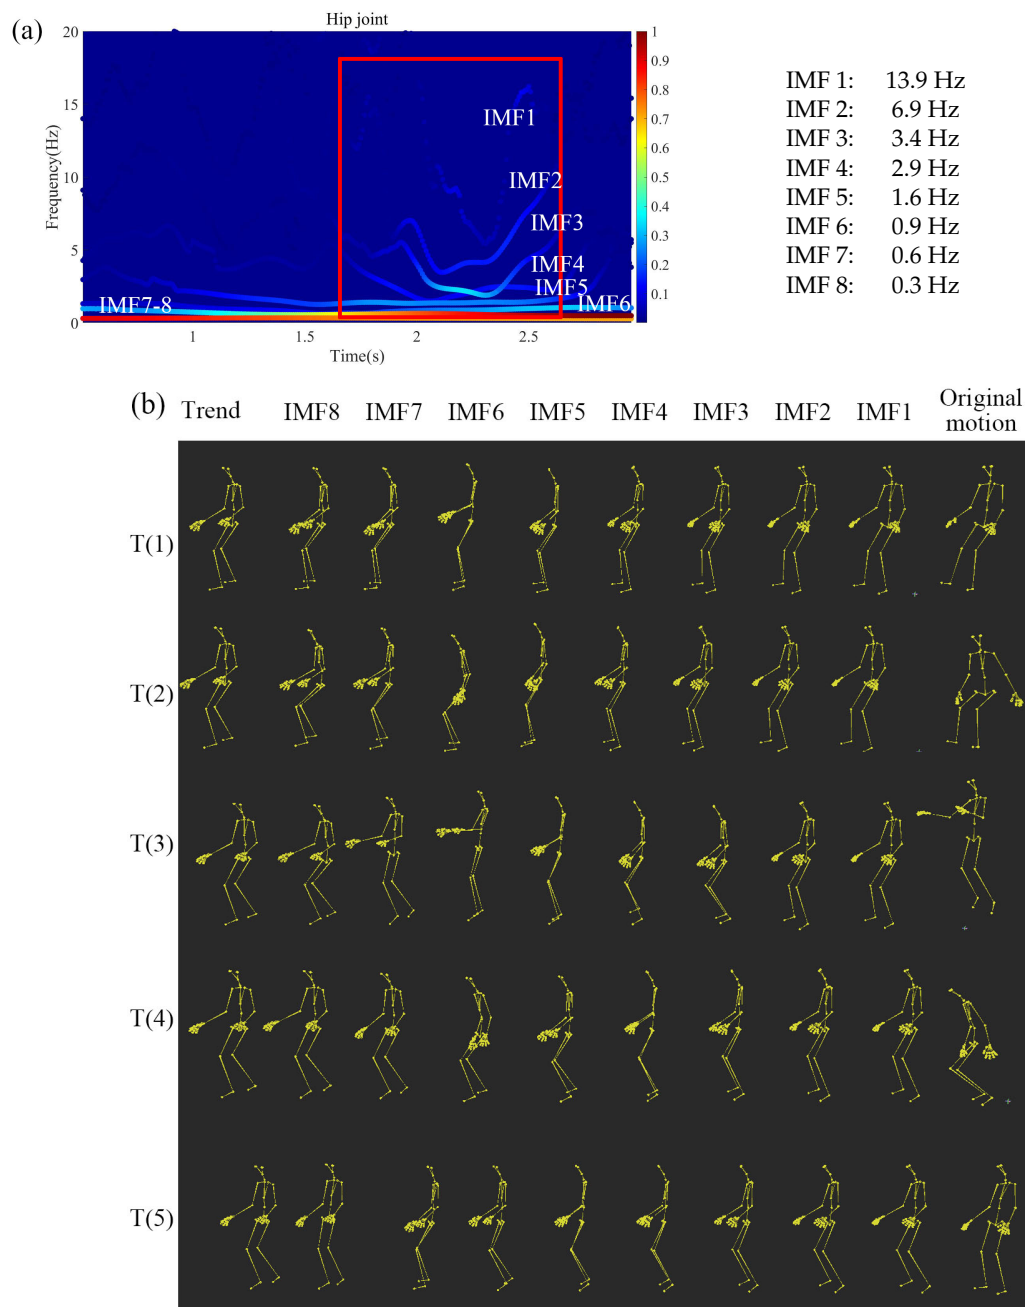 (a)
Hip joint
Frequency(Hz)
20
15
10
5
0
1
1.5
2
2.5
Time(s)
IMF1
IMF2
IMF3
IMF4
IMF5
IMF6
IMF7-8
1
0.9
0.8
0.7
0.6
0.5
0.4
0.3
0.2
0.1
IMF 1: 13.9 Hz
IMF 2: 6.9 Hz
IMF 3: 3.4 Hz
IMF 4: 2.9 Hz
IMF 5: 1.6 Hz
IMF 6: 0.9 Hz
IMF 7: 0.6 Hz
IMF 8: 0.3 Hz
(b)
Trend IMF8 IMF7 IMF6 IMF5 IMF4 IMF3 IMF2 IMF1 Original
motion
T(1)
T(2)
T(3)
T(4)
T(5)